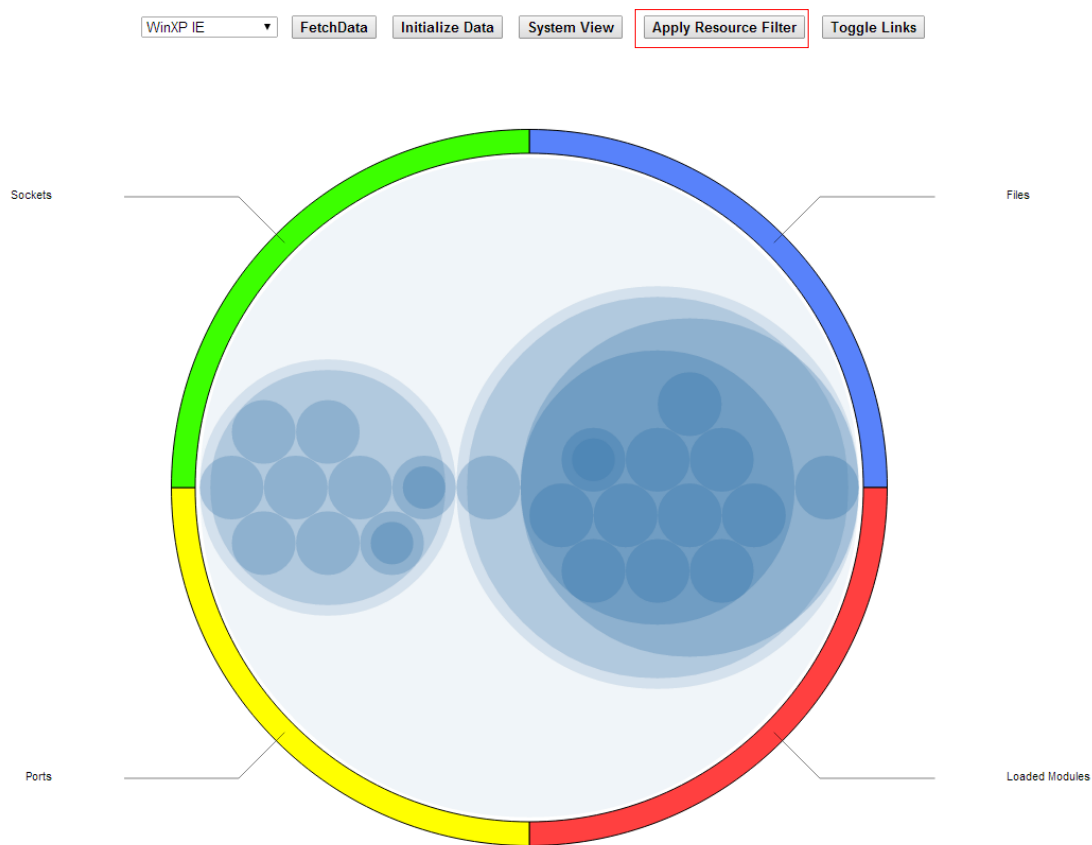 WinXP IE FetchData Initialize Data System View Apply Resource Filter Toggle Links
Sockets
Files
Ports
Loaded Modules